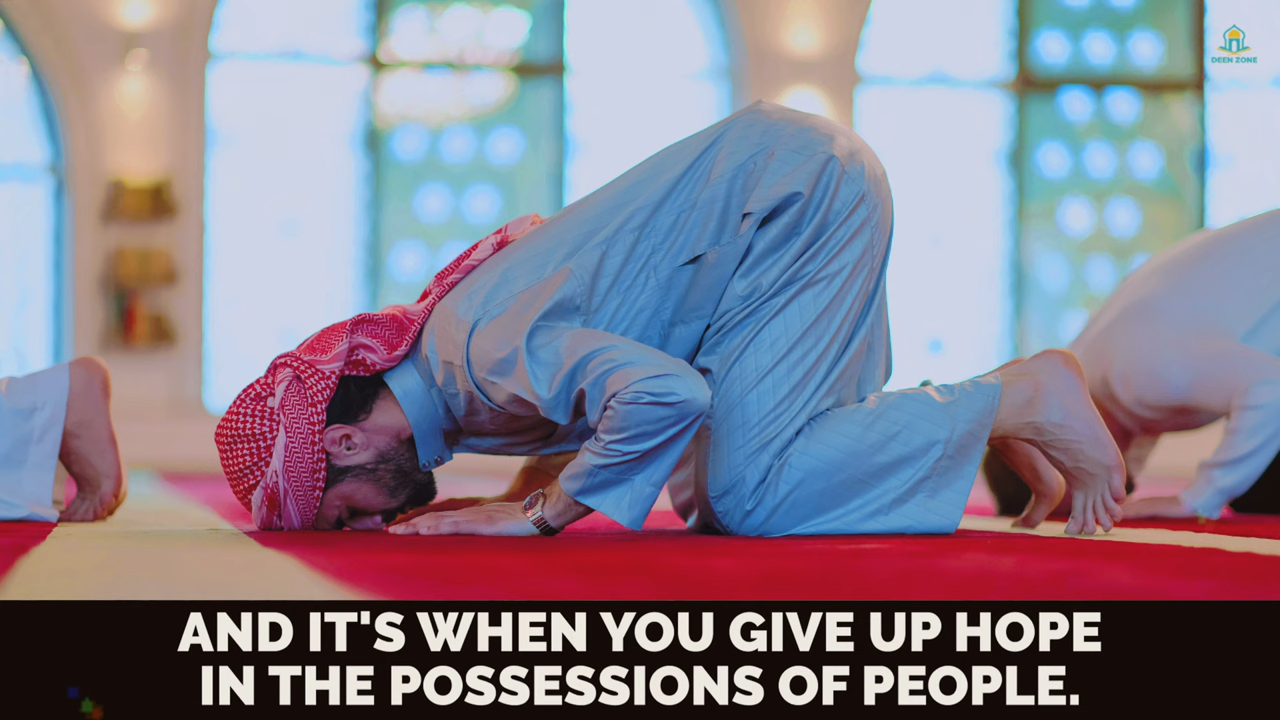 DEEN ZONE
AND IT'S WHEN YOU GIVE UP HOPE
IN THE POSSESSIONS OF PEOPLE.